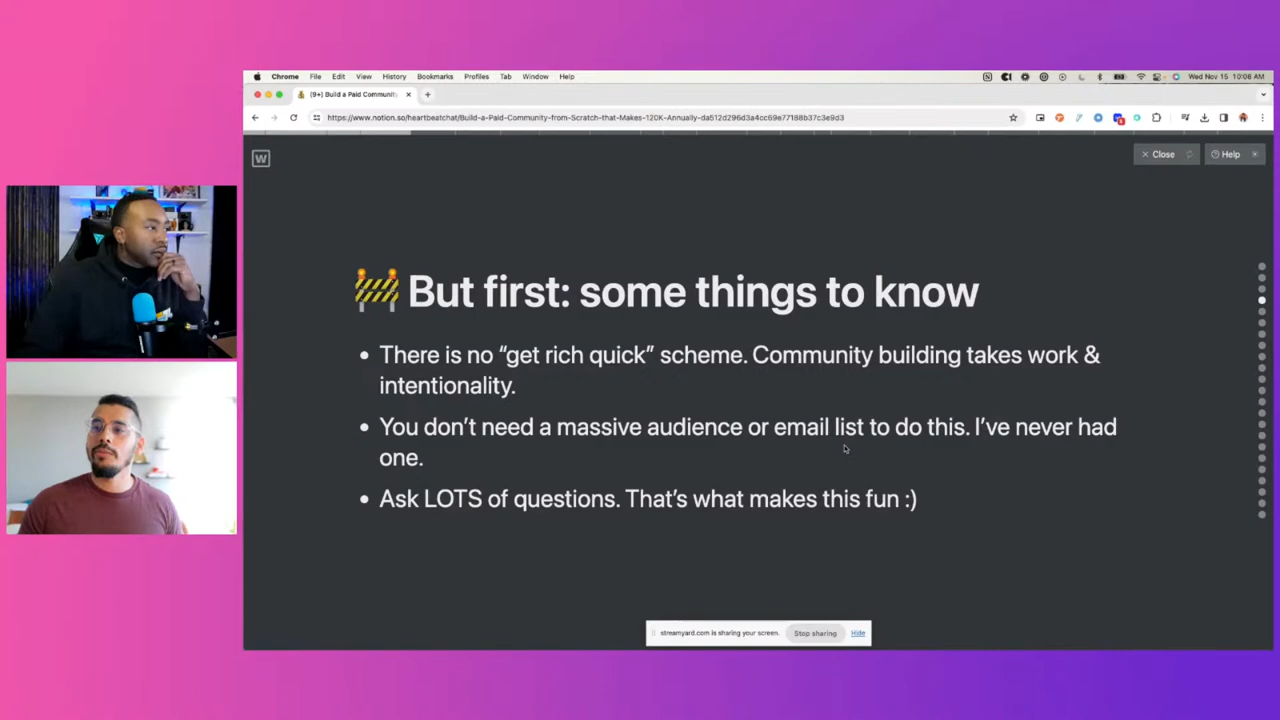 Chrome File Edit View History Bookmarks Profiles Tab Window Help
Wed Nov 15 10:08 AM
(9+) Build a Paid Community
https://www.notion.so/heartbeatchat/Build-a-Paid-Community-from-Scratch-that-Makes-120K-Annually-da512d296d3a4cc69e77188b37c3e9d3
W
Close
Help
But first: some things to know
• There is no “get rich quick” scheme. Community building takes work &
intentionality.
• You don’t need a massive audience or email list to do this. I’ve never had
one.
• Ask LOTS of questions. That’s what makes this fun :)
streamyard.com is sharing your screen.
Stop sharing
Hide